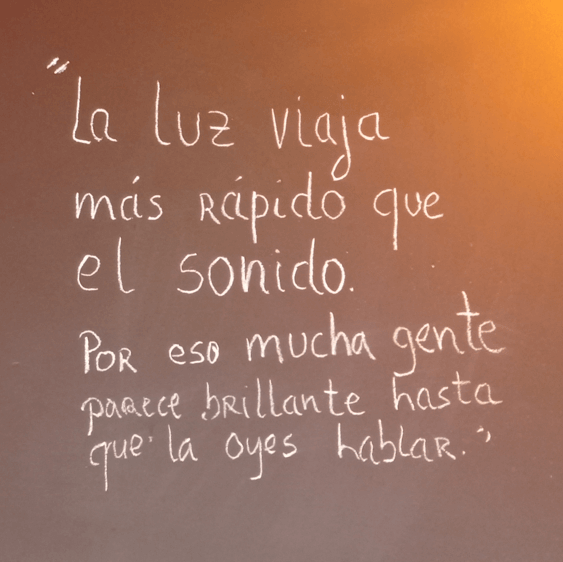 "La luz viaja
más rápido que
el sonido.
Por eso mucha gente
parece brillante hasta
que la oyes hablar."